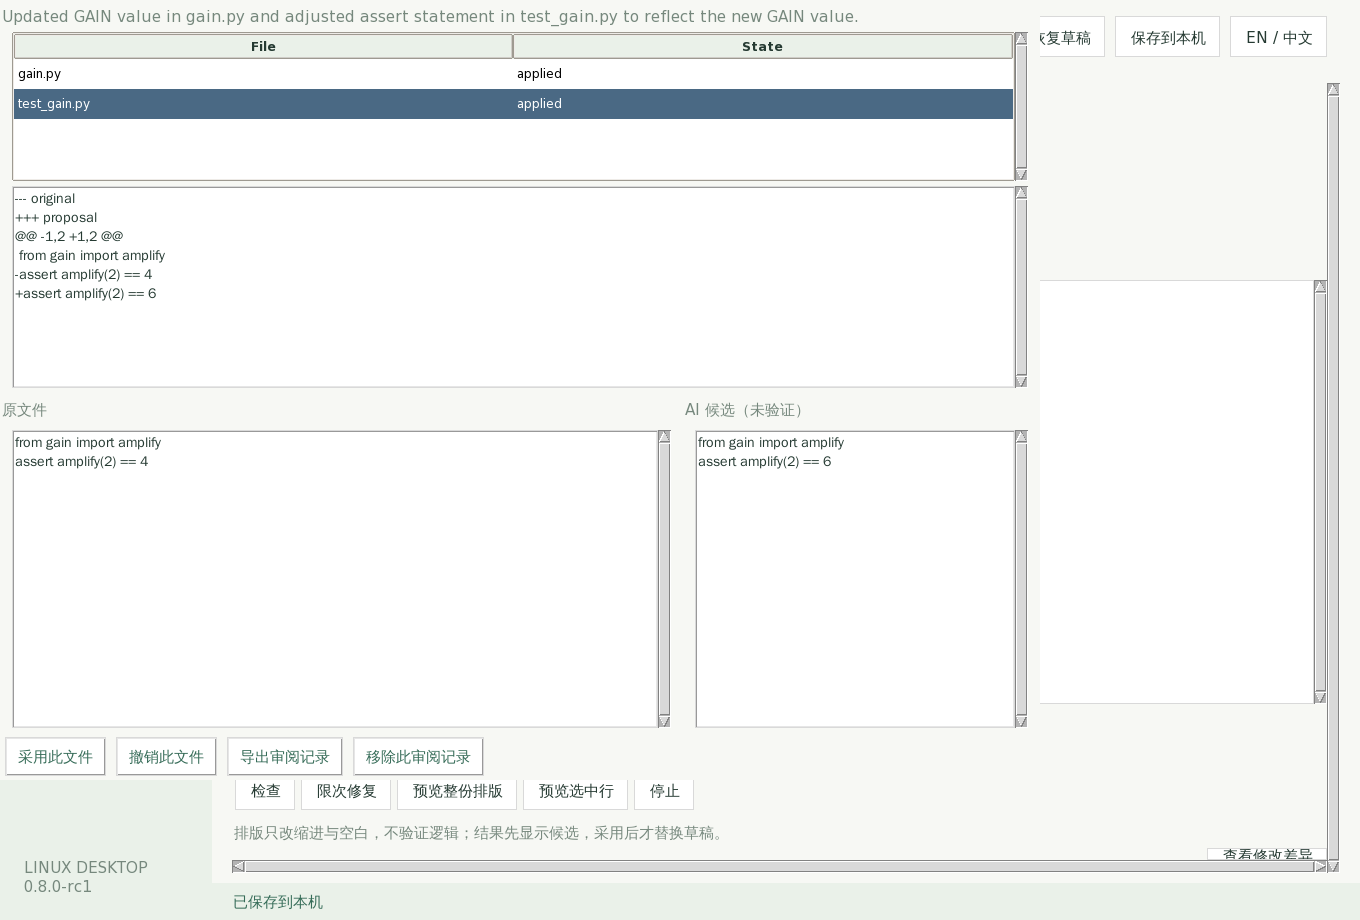 Updated GAIN value in gain.py and adjusted assert statement in test_gain.py to reflect the new GAIN value.
恢复草稿
保存到本机
EN / 中文
File
State
gain.py
applied
test_gain.py
applied
--- original
+++ proposal
@@ -1,2 +1,2 @@
from gain import amplify
-assert amplify(2) == 4
+assert amplify(2) == 6
原文件
AI 候选（未验证）
from gain import amplify
assert amplify(2) == 4
from gain import amplify
assert amplify(2) == 6
采用此文件
撤销此文件
导出审阅记录
移除此审阅记录
检查
限次修复
预览整份排版
预览选中行
停止
排版只改缩进与空白，不验证逻辑；结果先显示候选，采用后才替换草稿。
查看修改差异
LINUX DESKTOP
0.8.0-rc1
已保存到本机